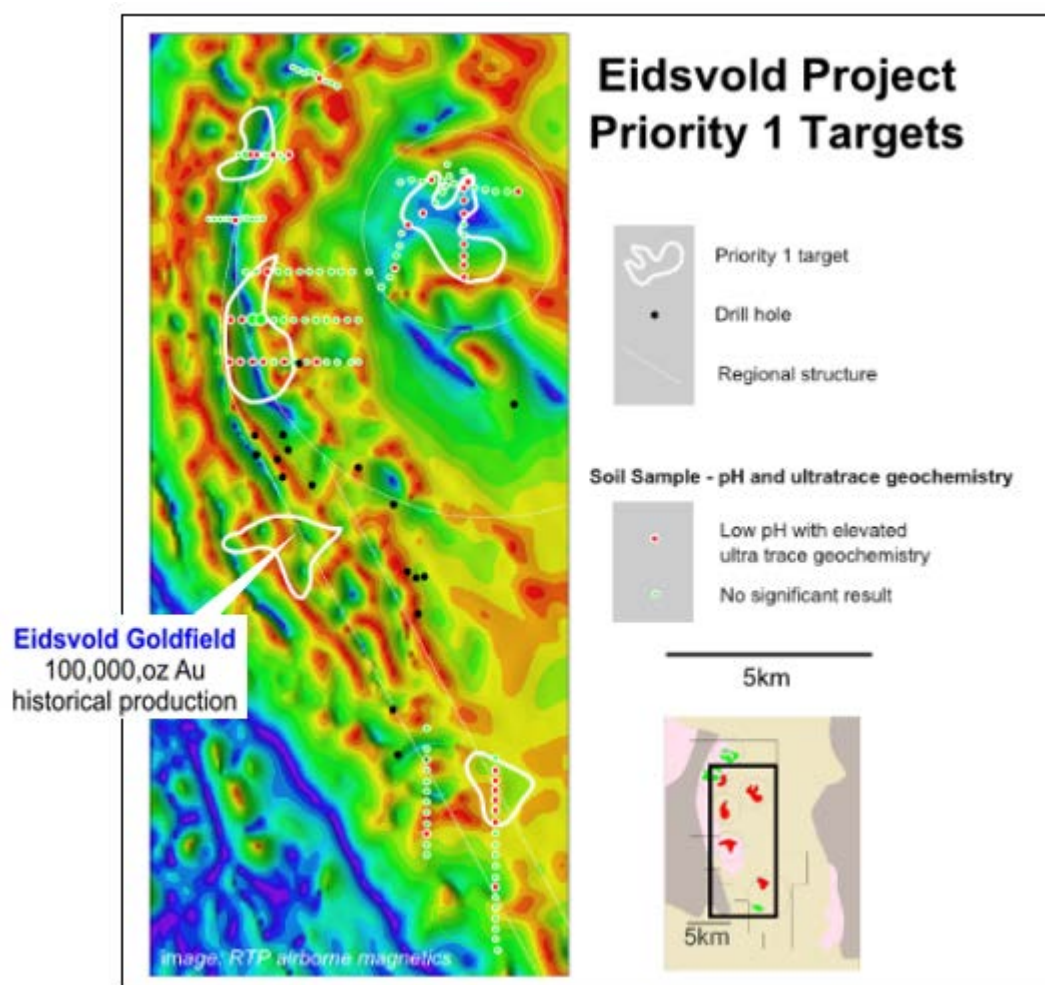 Eidsvold Project
Priority 1 Targets
Priority 1 target
Drill hole
Regional structure
Soil Sample - pH and ultratrace geochemistry
Low pH with elevated
ultra trace geochemistry
No significant result
5km
Eidsvold Goldfield
100,000,oz Au
historical production
5km
image: RTP airborne magnetics